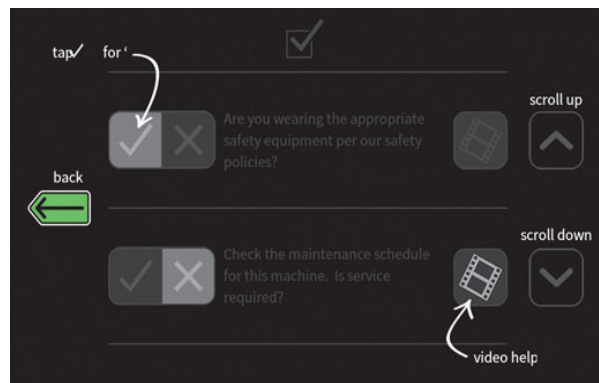 tap✓ for ‘
scroll up
Are you wearing the appropriate
safety equipment per our safety
policies?
back
scroll down
Check the maintenance schedule
for this machine. Is service
required?
video help